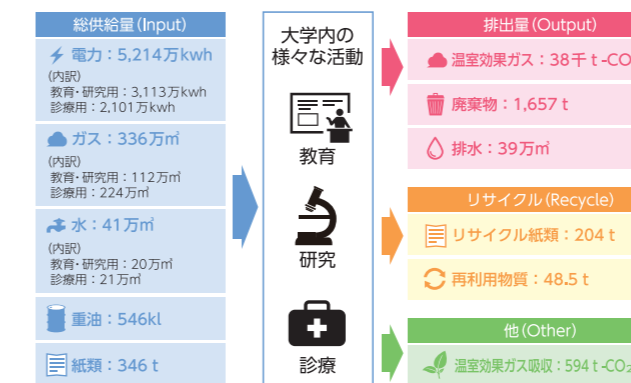 総供給量(Input)
電力：5,214万kwh
(内訳)
教育・研究用：3,113万kwh
診療用：2,101万kwh
ガス：336万㎥
(内訳)
教育・研究用：112万㎥
診療用：224万㎥
水：41万㎥
(内訳)
教育・研究用：20万㎥
診療用：21万㎥
重油：546kl
紙類：346 t
大学内の
様々な活動
教育
研究
診療
排出量(Output)
温室効果ガス：38千 t -CO
廃棄物：1,657 t
排水：39万㎥
リサイクル(Recycle)
リサイクル紙類：204 t
再利用物質：48.5 t
他(Other)
温室効果ガス吸収：594 t -CO₂